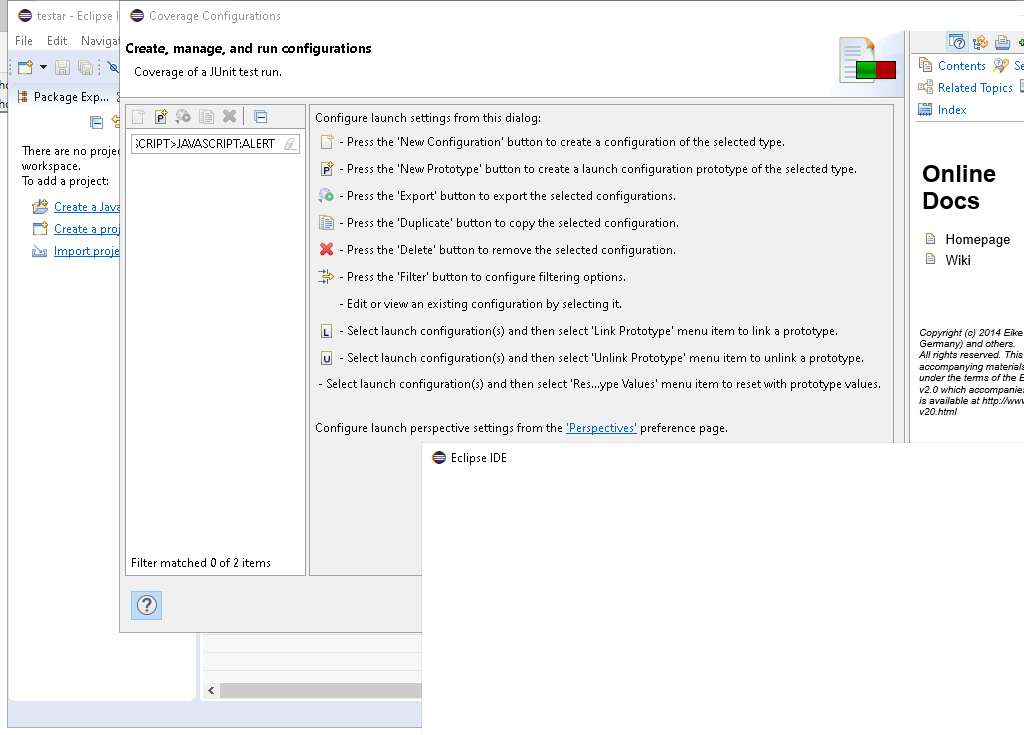 testar - Eclipse I
Coverage Configurations
File Edit Navigat
Create, manage, and run configurations
Coverage of a JUnit test run.
Contents
Related Topics
Index
Package Exp...
There are no projec
workspace.
To add a project:
Create a Java
Create a proj
Import proje
P
CRIPT>JAVASCRIPT:ALERT
Filter matched 0 of 2 items
Configure launch settings from this dialog:
- Press the 'New Configuration' button to create a configuration of the selected type.
P - Press the 'New Prototype' button to create a launch configuration prototype of the selected type.
- Press the 'Export' button to export the selected configurations.
- Press the 'Duplicate' button to copy the selected configuration.
- Press the 'Delete' button to remove the selected configuration.
- Press the 'Filter' button to configure filtering options.
- Edit or view an existing configuration by selecting it.
L - Select launch configuration(s) and then select 'Link Prototype' menu item to link a prototype.
U - Select launch configuration(s) and then select 'Unlink Prototype' menu item to unlink a prototype.
- Select launch configuration(s) and then select 'Res...ype Values' menu item to reset with prototype values.
Configure launch perspective settings from the 'Perspectives' preference page.
Online
Docs
Homepage
Wiki
Copyright (c) 2014 Eike
Germany) and others.
All rights reserved. This
accompanying materials
under the terms of the E
v2.0 which accompanies
is available at http://www
v20.html
Eclipse IDE